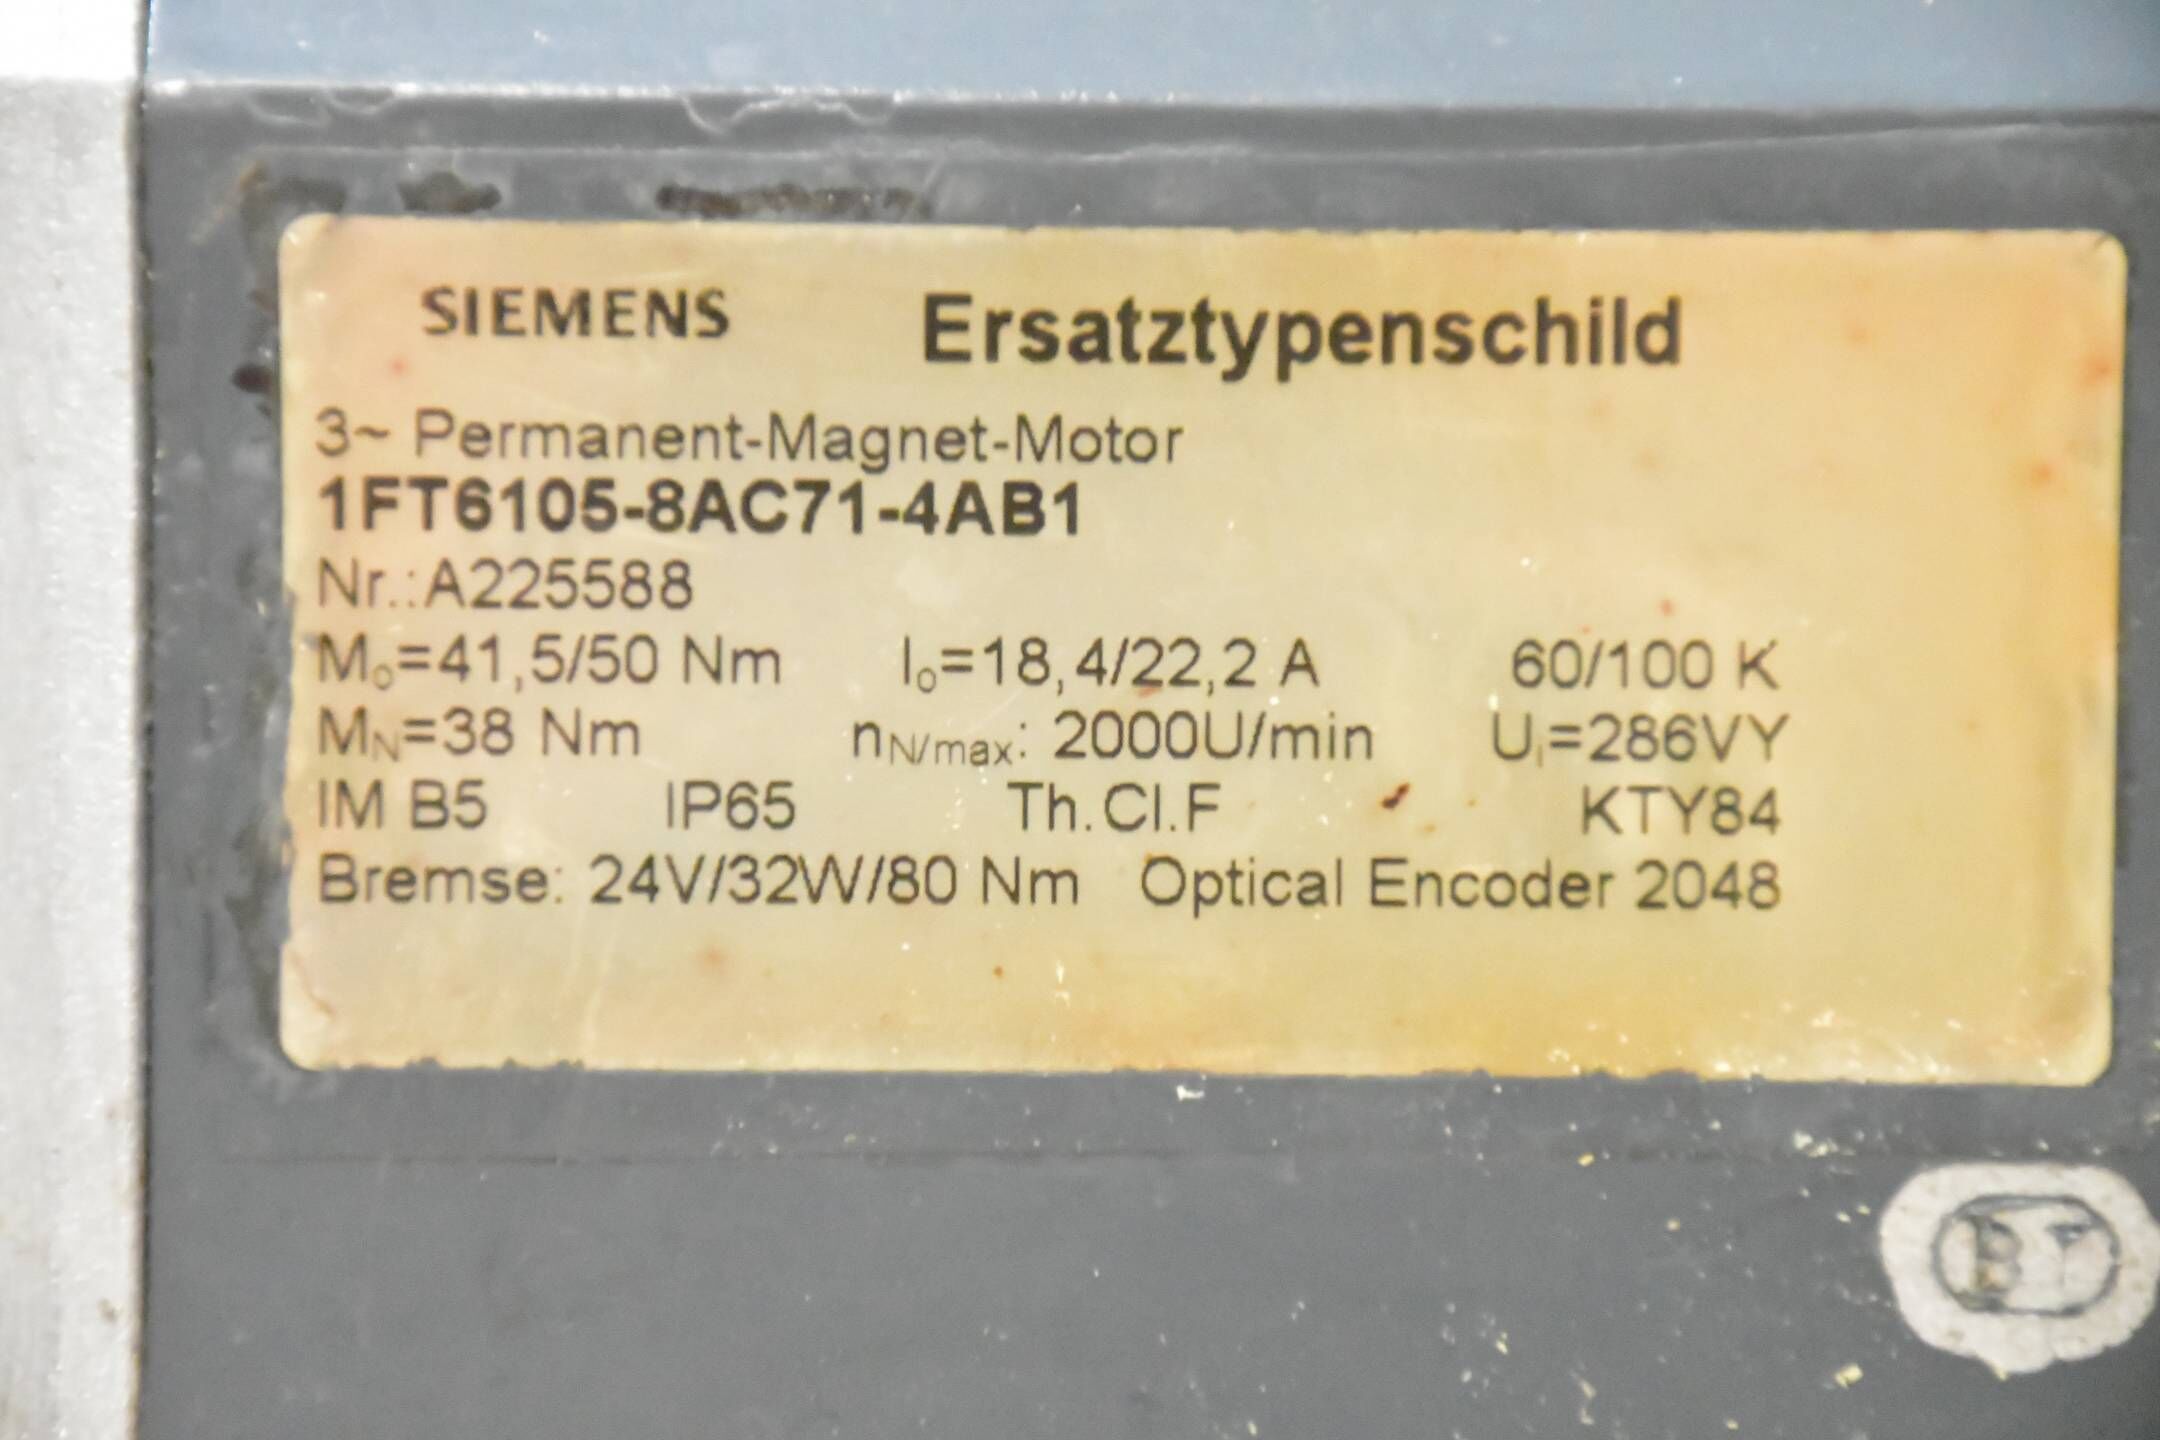 SIEMENS Ersatztypenschild
3~ Permanent-Magnet-Motor
1FT6105-8AC71-4AB1
Nr.:A225588
Mo=41,5/50 Nm Io=18,4/22,2 A 60/100 K
MN=38 Nm nN/max: 2000U/min Ui=286VY
IM B5 IP65 Th.Cl.F KTY84
Bremse: 24V/32W/80 Nm Optical Encoder 2048